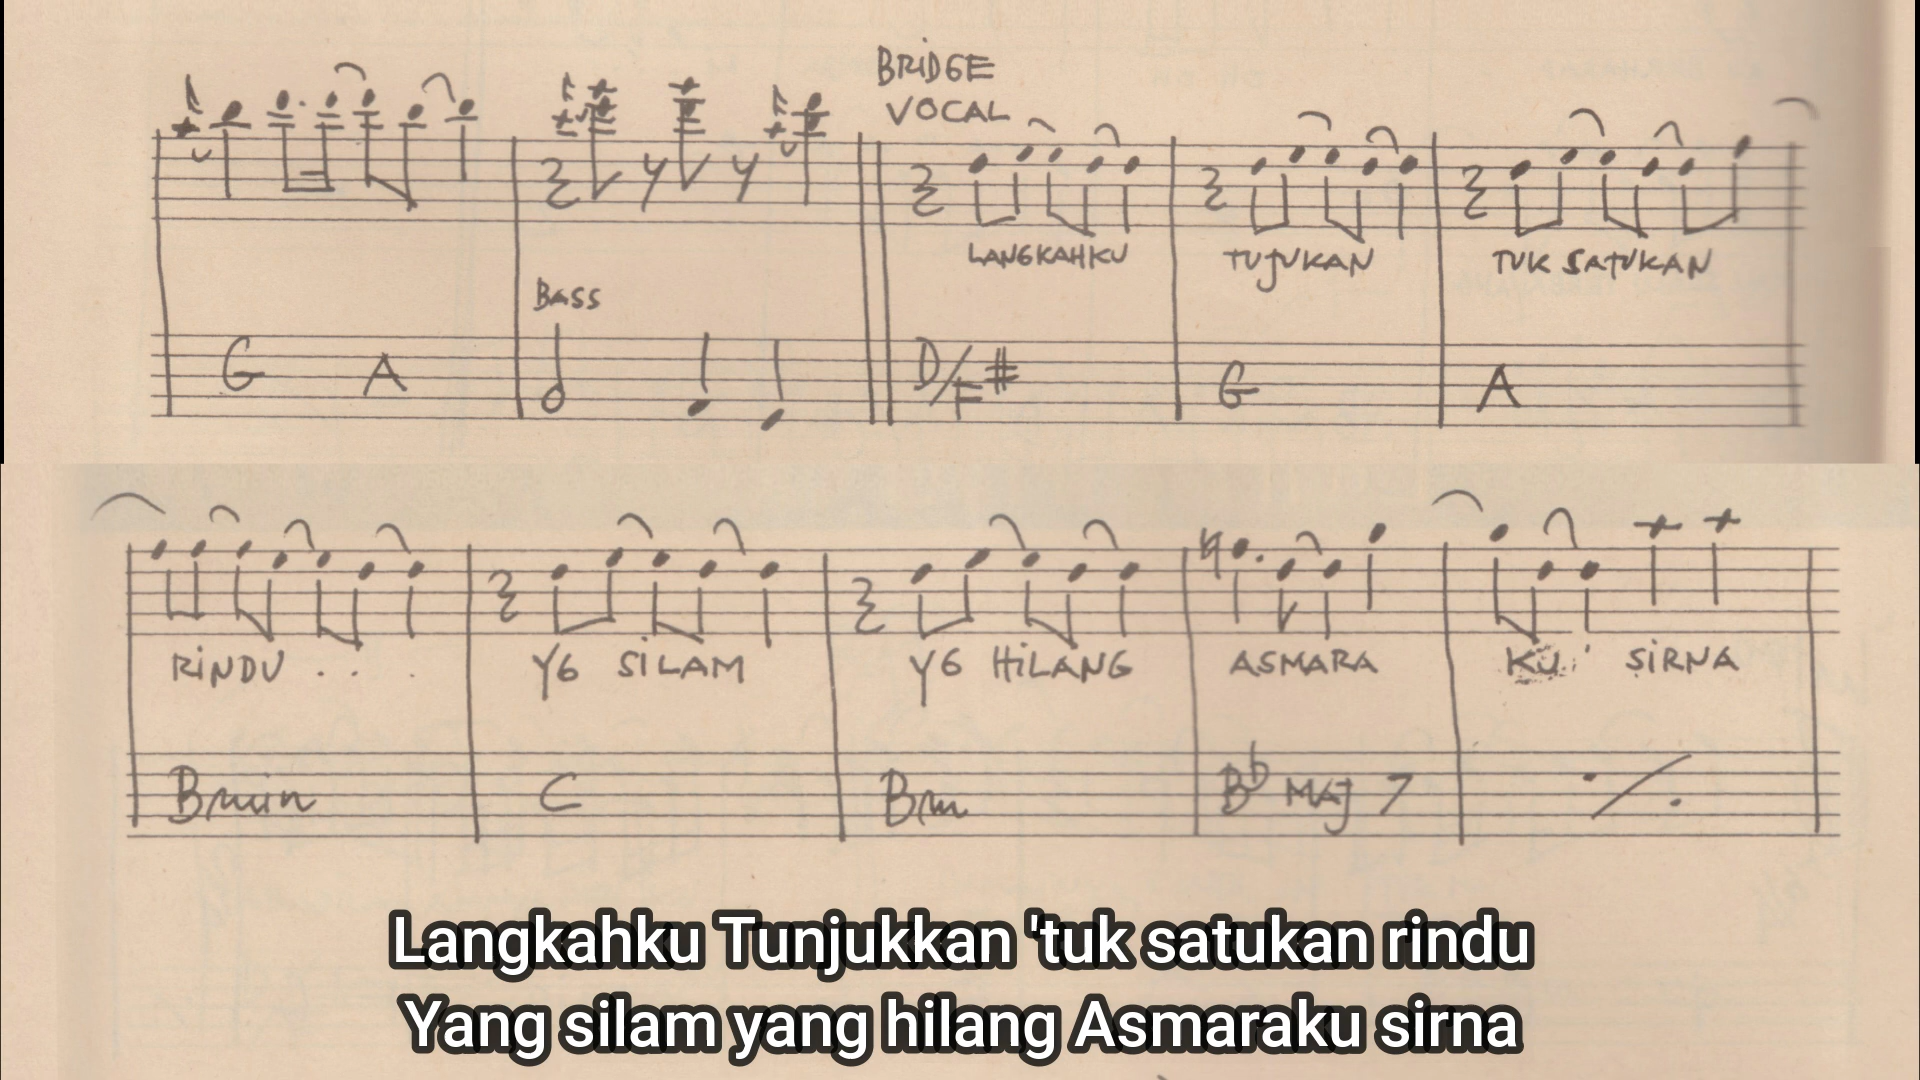 BRIDGE
VOCAL
LANGKAHKU TUJUKAN TUK SATUKAN
BASS
G A D/F# G A
RINDU . . . YG SILAM YG HILANG ASMARA KU SIRNA
Bmin C Bm Bb MAJ 7
Langkahku Tunjukkan 'tuk satukan rindu
Yang silam yang hilang Asmaraku sirna